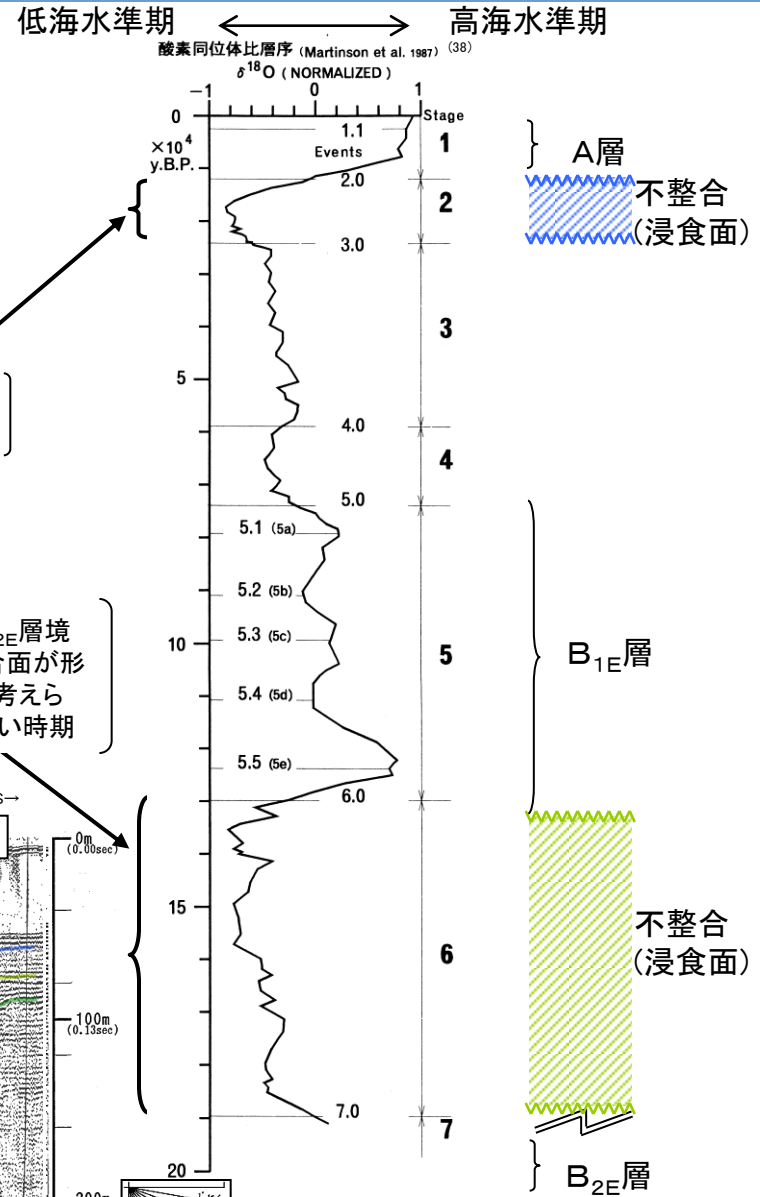 低海水準期 高海水準期
酸素同位体比層序 (Martinson et al. 1987) (38)
δ18O ( NORMALIZED )
−1 0 1
0 Stage
×10⁴
y.B.P.
1.1
Events
1
A層
2.0
2
不整合
(浸食面)
3.0
3
5
4.0
4
5.0
5.1 (5a)
5.2 (5b)
2E層境
合面が形
考えら
い時期
10
5.3 (5c)
5
B1E層
5.4 (5d)
5.5 (5e)
S→
6.0
0m
(0.00sec)
15
6
不整合
(浸食面)
100m
(0.13sec)
7.0
7
20
B2E層